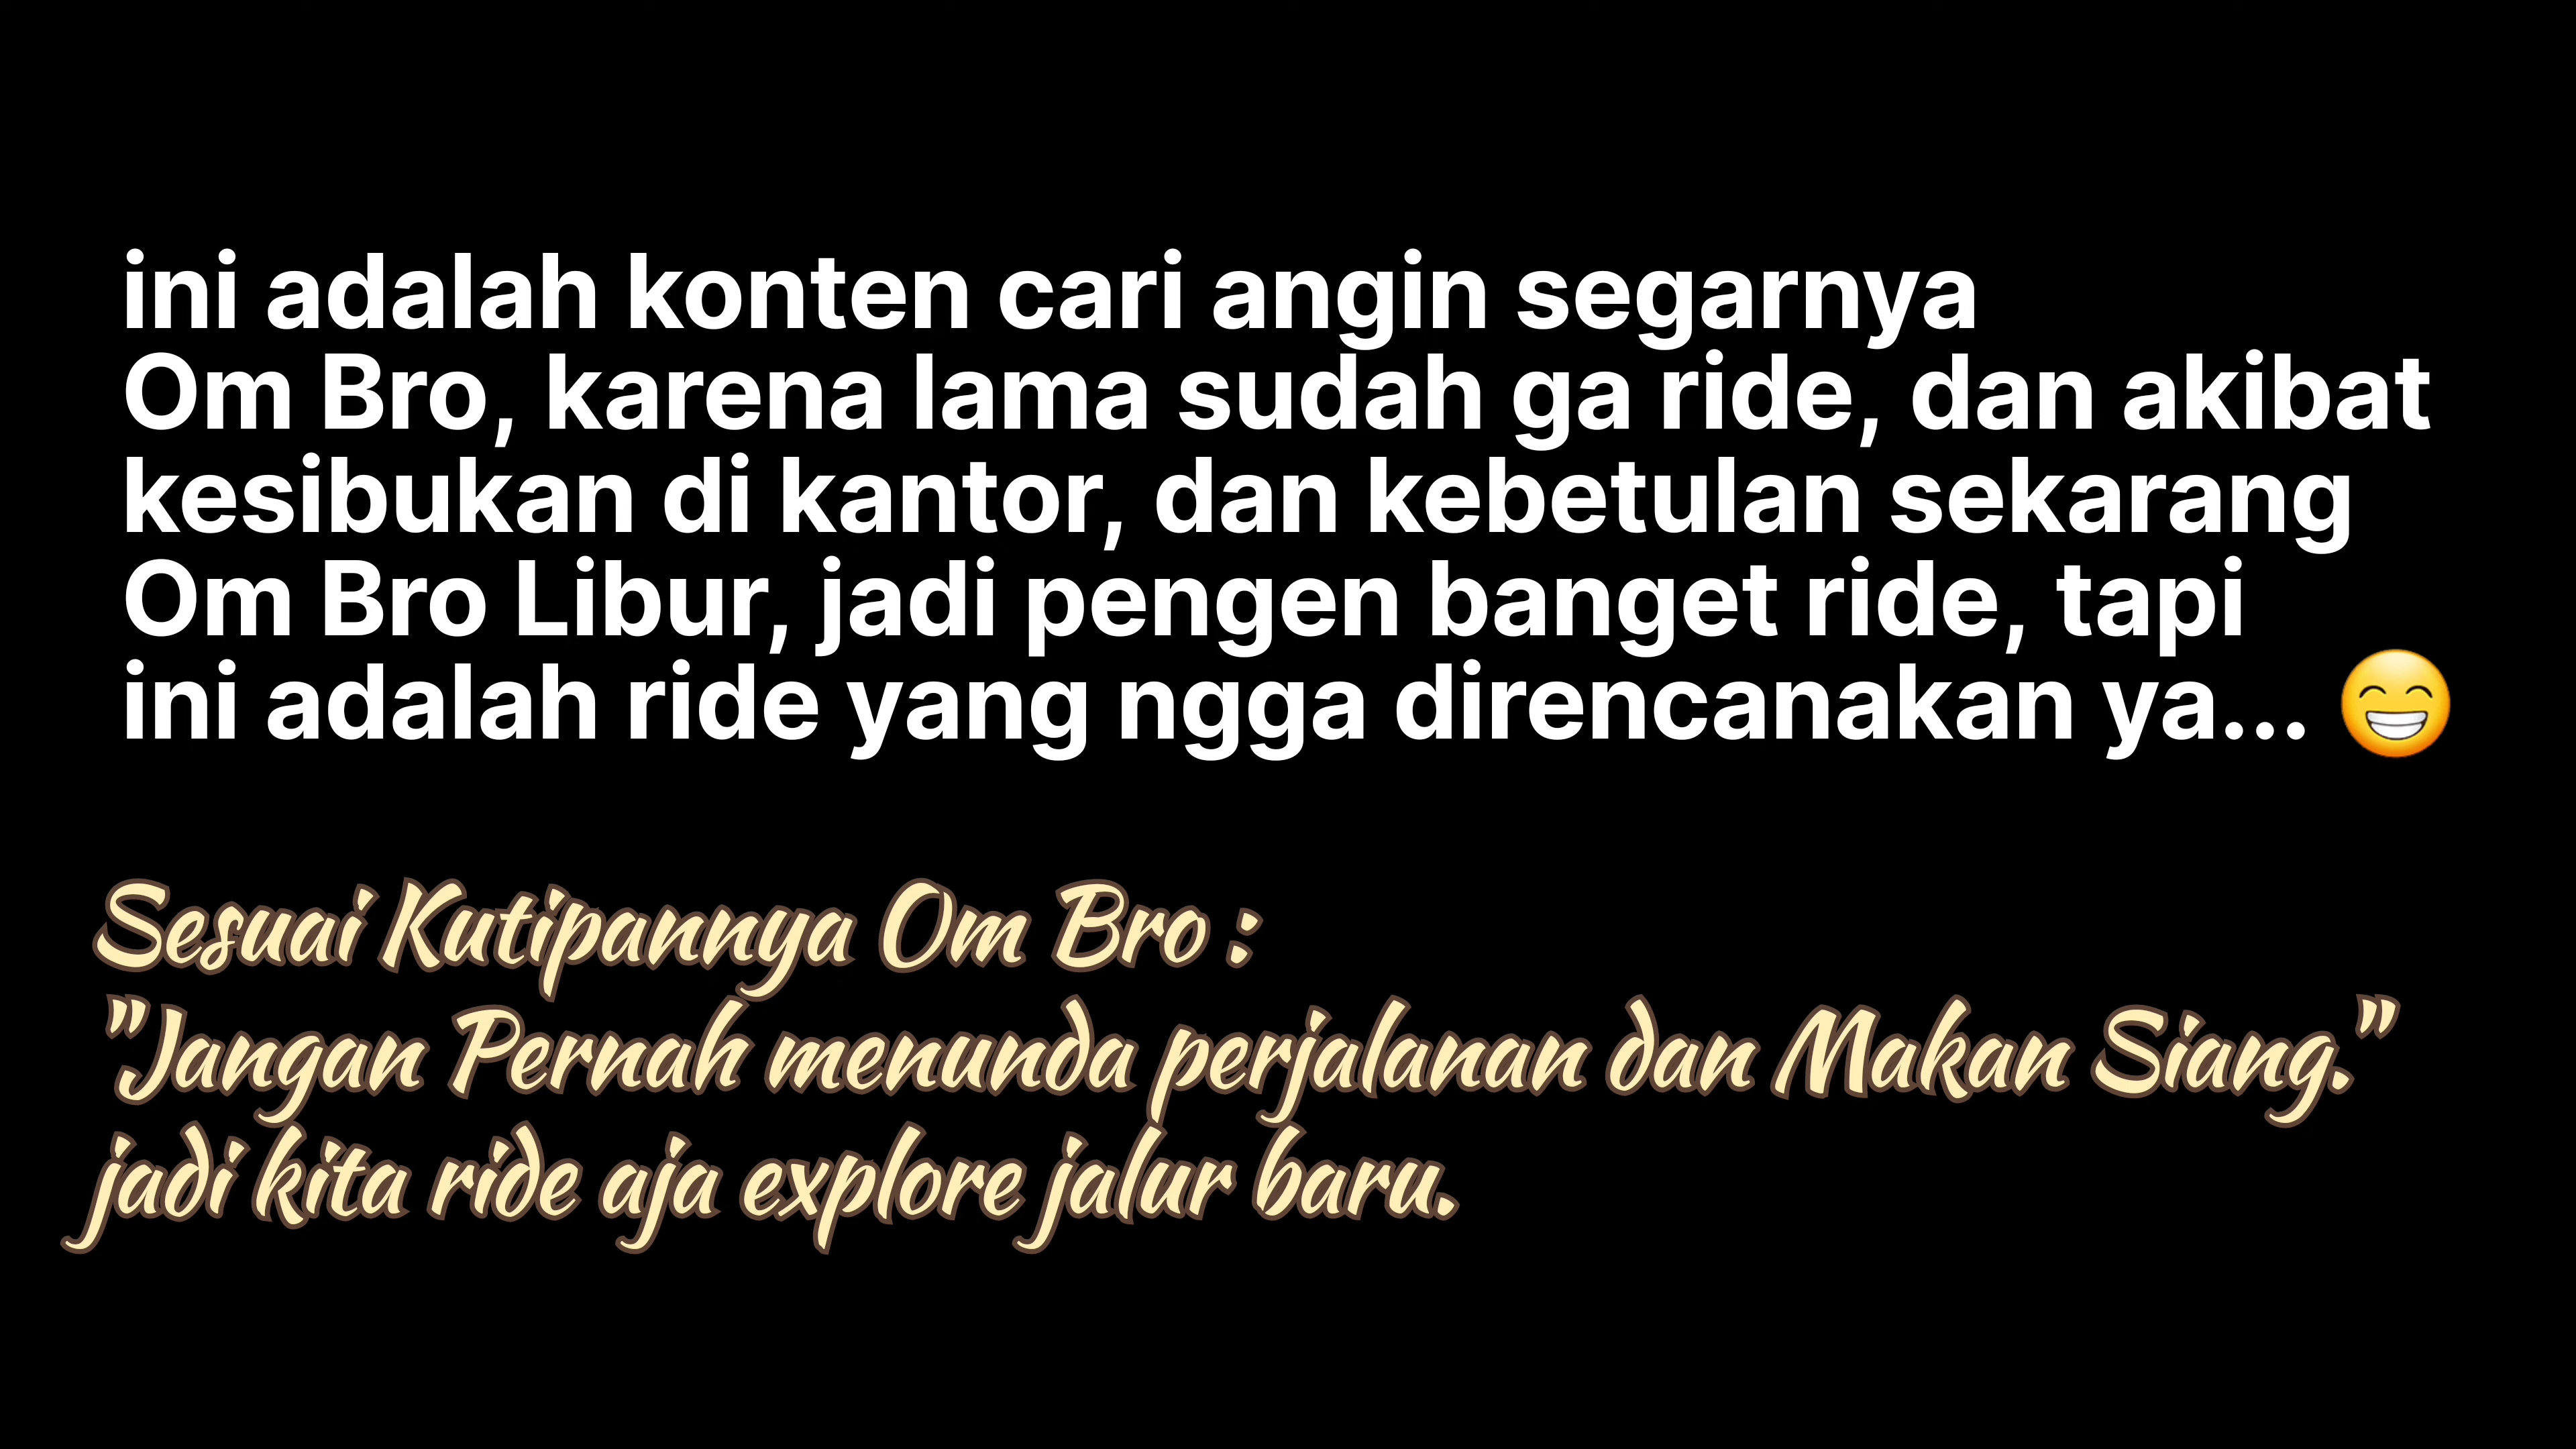 ini adalah konten cari angin segarnya
Om Bro, karena lama sudah ga ride, dan akibat
kesibukan di kantor, dan kebetulan sekarang
Om Bro Libur, jadi pengen banget ride, tapi
ini adalah ride yang ngga direncanakan ya... 😁
Sesuai Kutipannya Om Bro :
"Jangan Pernah menunda perjalanan dan Makan Siang."
jadi kita ride aja explore jalur baru.